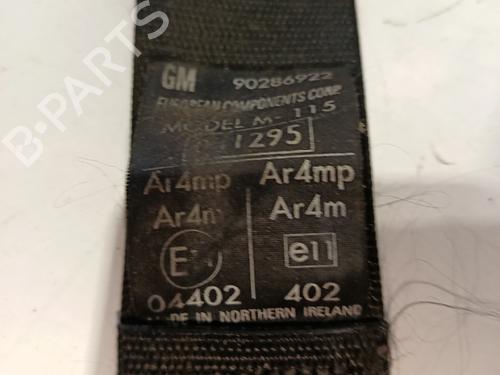 GM 90286922
EUROPEAN COMPONENTS CORP.
MODEL M-115
1295
Ar4mp Ar4mp
Ar4m Ar4m
E e11
04402 402
MADE IN NORTHERN IRELAND
B-PARTS